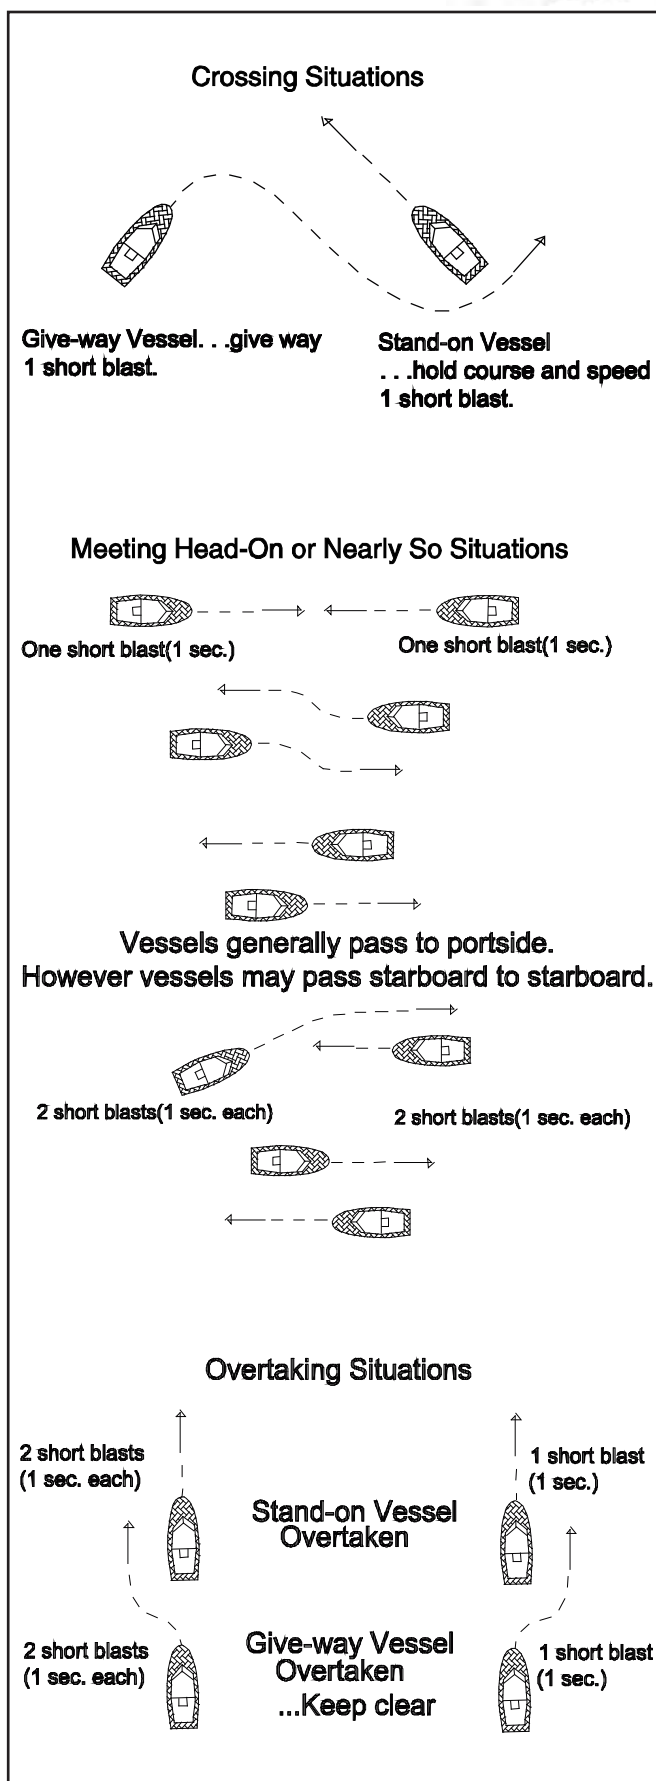 Crossing Situations
Give-way Vessel. . .give way
1 short blast.
Stand-on Vessel
. . .hold course and speed
1 short blast.
Meeting Head-On or Nearly So Situations
One short blast(1 sec.)
One short blast(1 sec.)
Vessels generally pass to portside.
However vessels may pass starboard to starboard.
2 short blasts(1 sec. each)
2 short blasts(1 sec. each)
Overtaking Situations
2 short blasts
(1 sec. each)
1 short blast
(1 sec.)
Stand-on Vessel
Overtaken
2 short blasts
(1 sec. each)
Give-way Vessel
Overtaken
...Keep clear
1 short blast
(1 sec.)